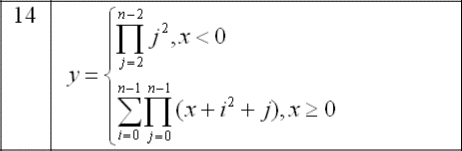 14
y = { ∏_{j=2}^{n-2} j², x < 0
∑_{i=0}^{n-1} ∏_{j=0}^{n-1} (x + i² + j), x ≥ 0